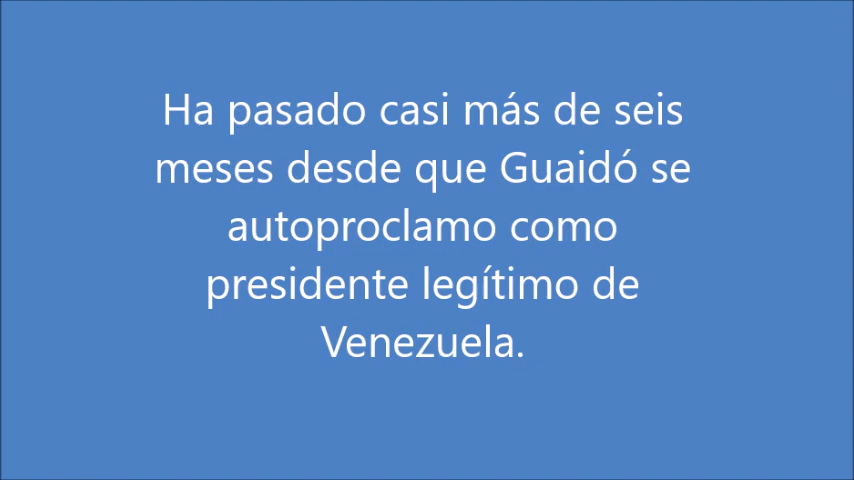 Ha pasado casi más de seis
meses desde que Guaidó se
autoproclamo como
presidente legítimo de
Venezuela.